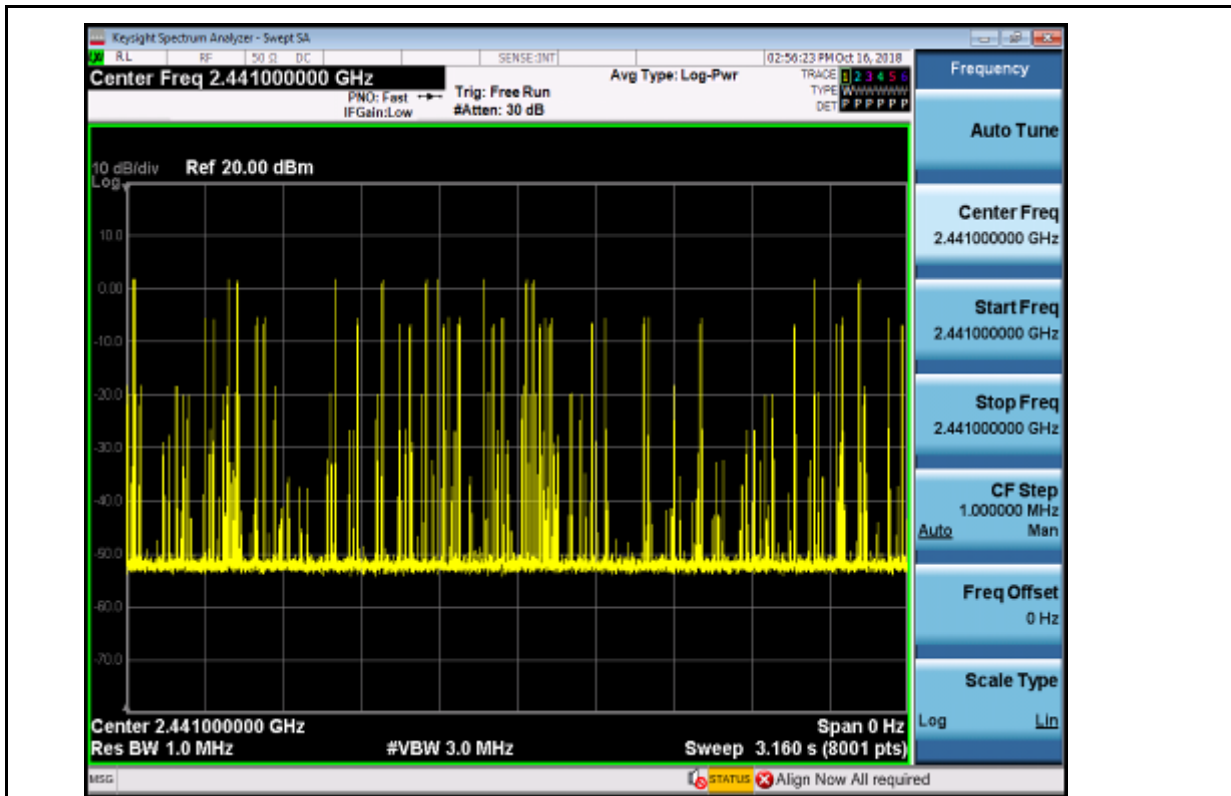 Keysight Spectrum Analyzer - Swept SA
RL RF 50 Ω DC SENSE:INT 02:56:23 PM Oct 16, 2018
Center Freq 2.441000000 GHz
Avg Type: Log-Pwr
TRACE 1 2 3 4 5 6
PNO: Fast
Trig: Free Run
TYPE WWWWWWW
IFGain:Low
#Atten: 30 dB
DET P P P P P P
10 dB/div Ref 20.00 dBm
Log
10.0
0.00
-10.0
-20.0
-30.0
-40.0
-50.0
-60.0
-70.0
Center 2.441000000 GHz Span 0 Hz
Res BW 1.0 MHz #VBW 3.0 MHz Sweep 3.160 s (8001 pts)
MSG STATUS Align Now All required
Frequency
Auto Tune
Center Freq
2.441000000 GHz
Start Freq
2.441000000 GHz
Stop Freq
2.441000000 GHz
CF Step
1.000000 MHz
Auto Man
Freq Offset
0 Hz
Scale Type
Log Lin